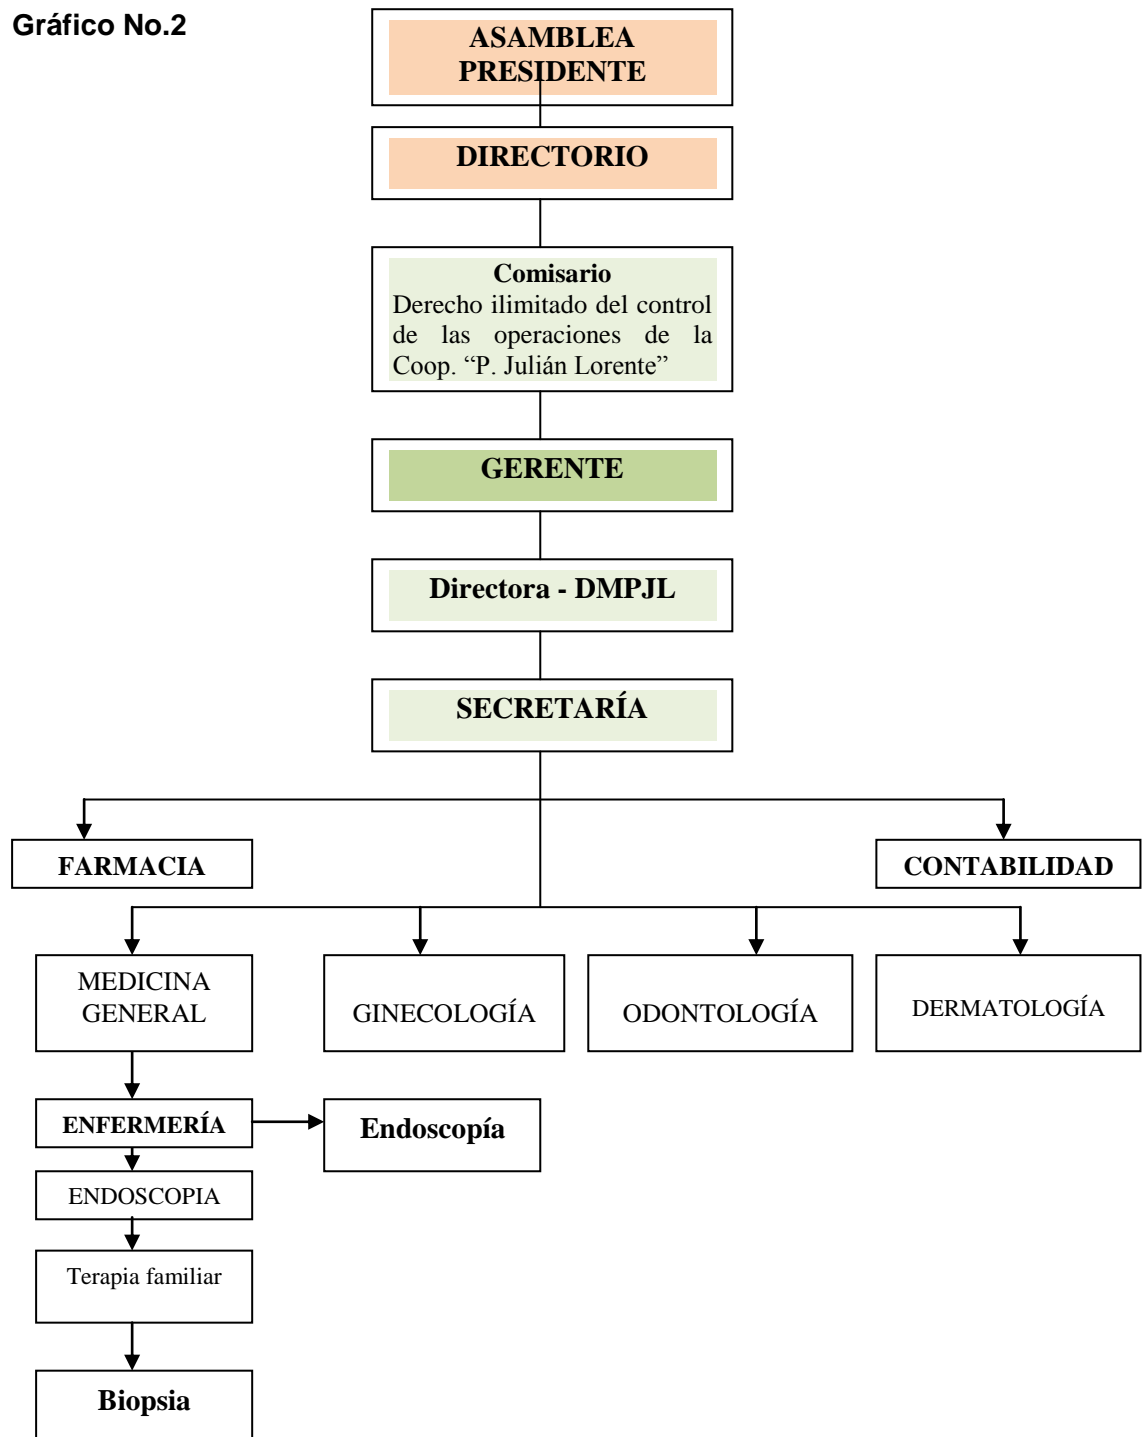 Gráfico No.2
ASAMBLEA
PRESIDENTE
DIRECTORIO
Comisario
Derecho ilimitado del control
de las operaciones de la
Coop. “P. Julián Lorente”
GERENTE
Directora - DMPJL
SECRETARÍA
FARMACIA
CONTABILIDAD
MEDICINA
GENERAL
GINECOLOGÍA
ODONTOLOGÍA
DERMATOLOGÍA
ENFERMERÍA
Endoscopía
ENDOSCOPIA
Terapia familiar
Biopsia